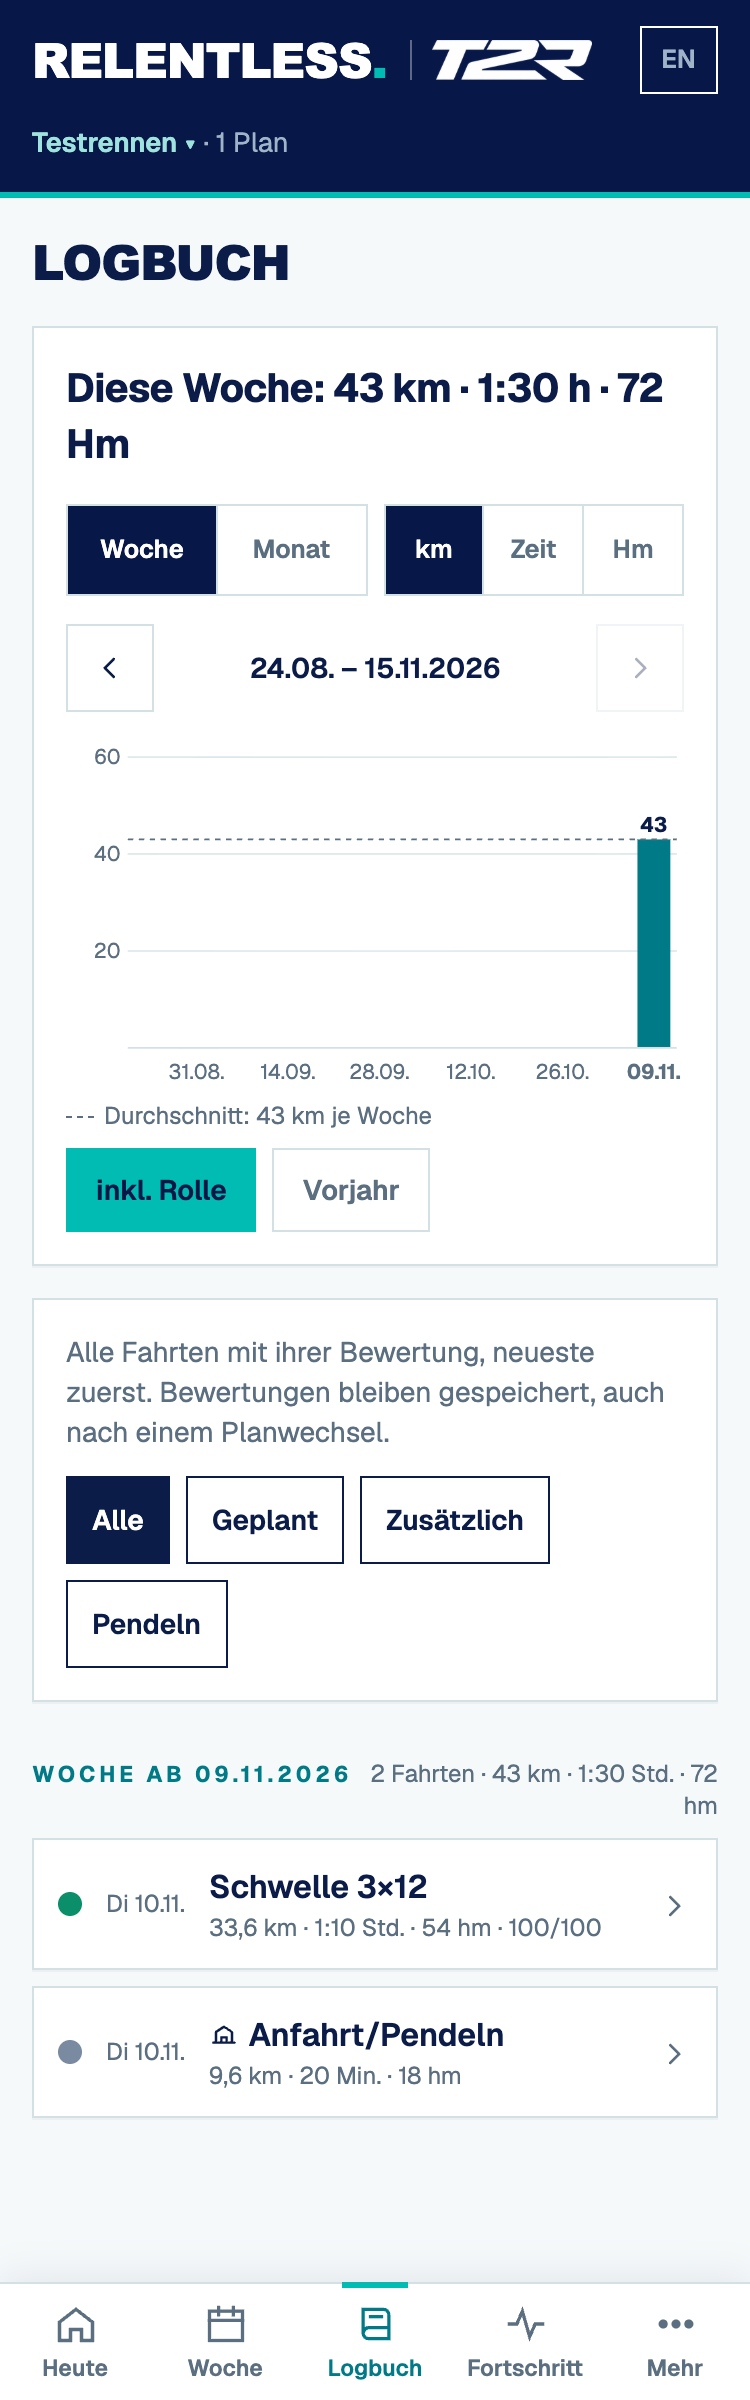 RELENTLESS. T2R EN
Testrennen ▾ · 1 Plan
LOGBUCH
Diese Woche: 43 km · 1:30 h · 72
Hm
Woche Monat km Zeit Hm
24.08. – 15.11.2026
60
43
40
20
31.08. 14.09. 28.09. 12.10. 26.10. 09.11.
--- Durchschnitt: 43 km je Woche
inkl. Rolle Vorjahr
Alle Fahrten mit ihrer Bewertung, neueste
zuerst. Bewertungen bleiben gespeichert, auch
nach einem Planwechsel.
Alle Geplant Zusätzlich
Pendeln
WOCHE AB 09.11.2026 2 Fahrten · 43 km · 1:30 Std. · 72
hm
Di 10.11. Schwelle 3×12
33,6 km · 1:10 Std. · 54 hm · 100/100
Di 10.11. Anfahrt/Pendeln
9,6 km · 20 Min. · 18 hm
Heute Woche Logbuch Fortschritt Mehr